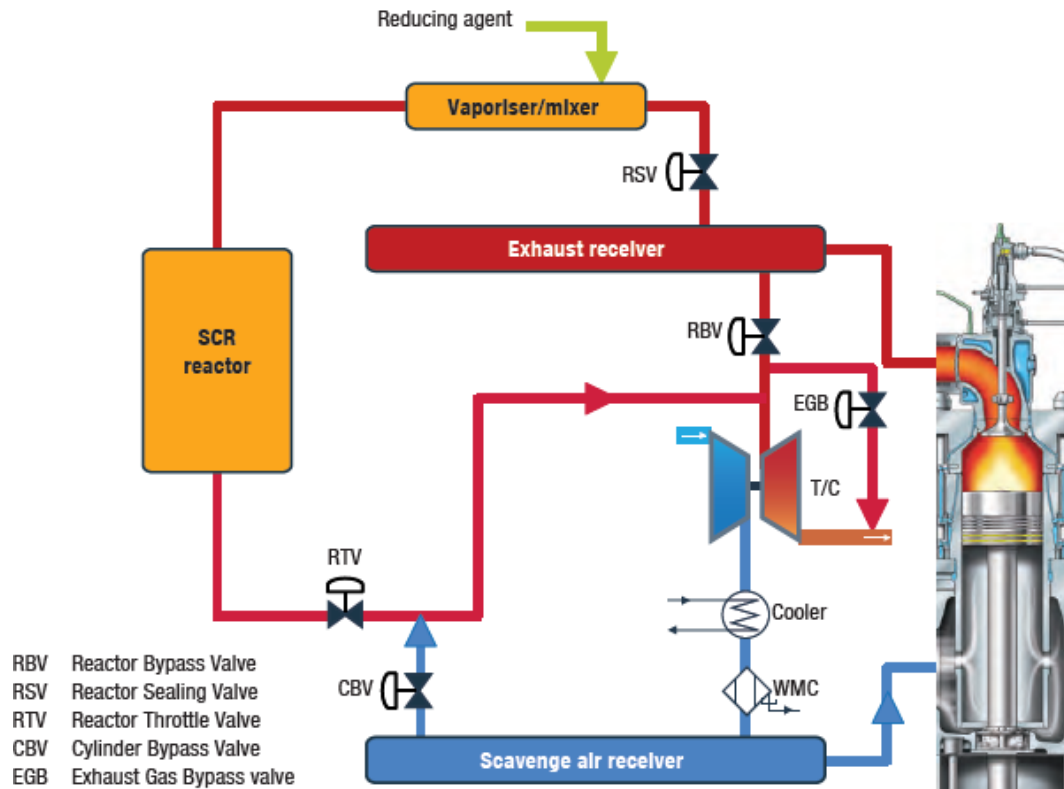 Reducing agent
Vaporiser/mixer
RSV
Exhaust receiver
RBV
SCR
reactor
EGB
T/C
RTV
Cooler
CBV
WMC
Scavenge air receiver
RBV Reactor Bypass Valve
RSV Reactor Sealing Valve
RTV Reactor Throttle Valve
CBV Cylinder Bypass Valve
EGB Exhaust Gas Bypass valve